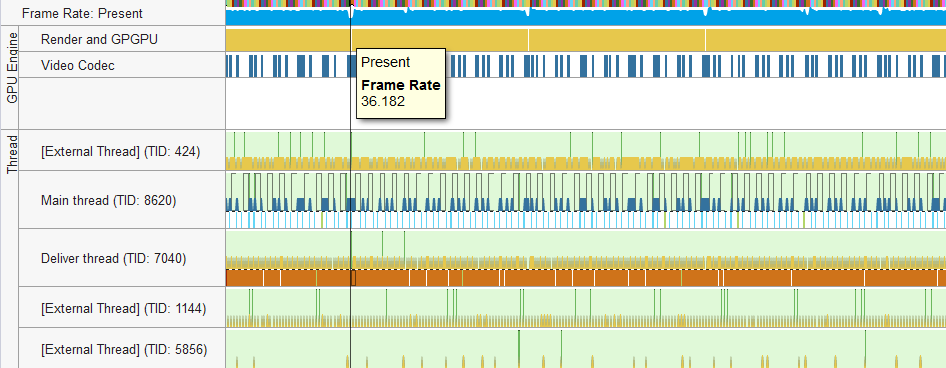 Frame Rate: Present
GPU Engine
Render and GPGPU
Video Codec
Present
Frame Rate
36.182
Thread
[External Thread] (TID: 424)
Main thread (TID: 8620)
Deliver thread (TID: 7040)
[External Thread] (TID: 1144)
[External Thread] (TID: 5856)